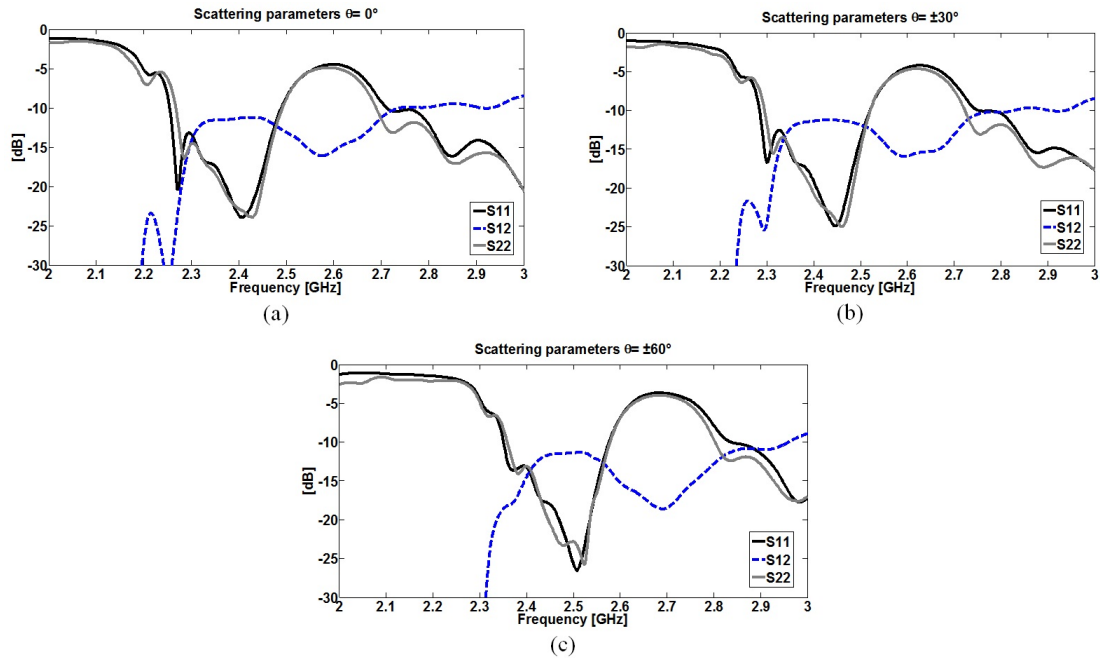 Scattering parameters θ= 0º
0
-5
-10
-15
-20
-25
-30
[dB]
S11
S12
S22
2 2.1 2.2 2.3 2.4 2.5 2.6 2.7 2.8 2.9 3
Frequency [GHz]
(a)
Scattering parameters θ= ±30º
0
-5
-10
-15
-20
-25
-30
[dB]
S11
S12
S22
2 2.1 2.2 2.3 2.4 2.5 2.6 2.7 2.8 2.9 3
Frequency [GHz]
(b)
Scattering parameters θ= ±60º
0
-5
-10
-15
-20
-25
-30
[dB]
S11
S12
S22
2 2.1 2.2 2.3 2.4 2.5 2.6 2.7 2.8 2.9 3
Frequency [GHz]
(c)